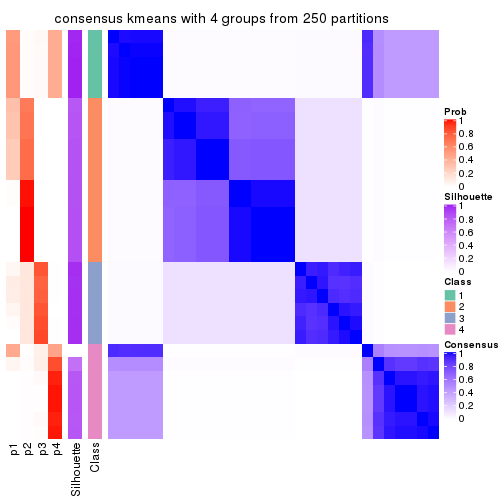 consensus kmeans with 4 groups from 250 partitions
Prob
1
0.8
0.6
0.4
0.2
0
Silhouette
1
0.8
0.6
0.4
0.2
0
Class
1
2
3
4
Consensus
1
0.8
0.6
0.4
0.2
0
p1
p2
p3
p4
Silhouette
Class